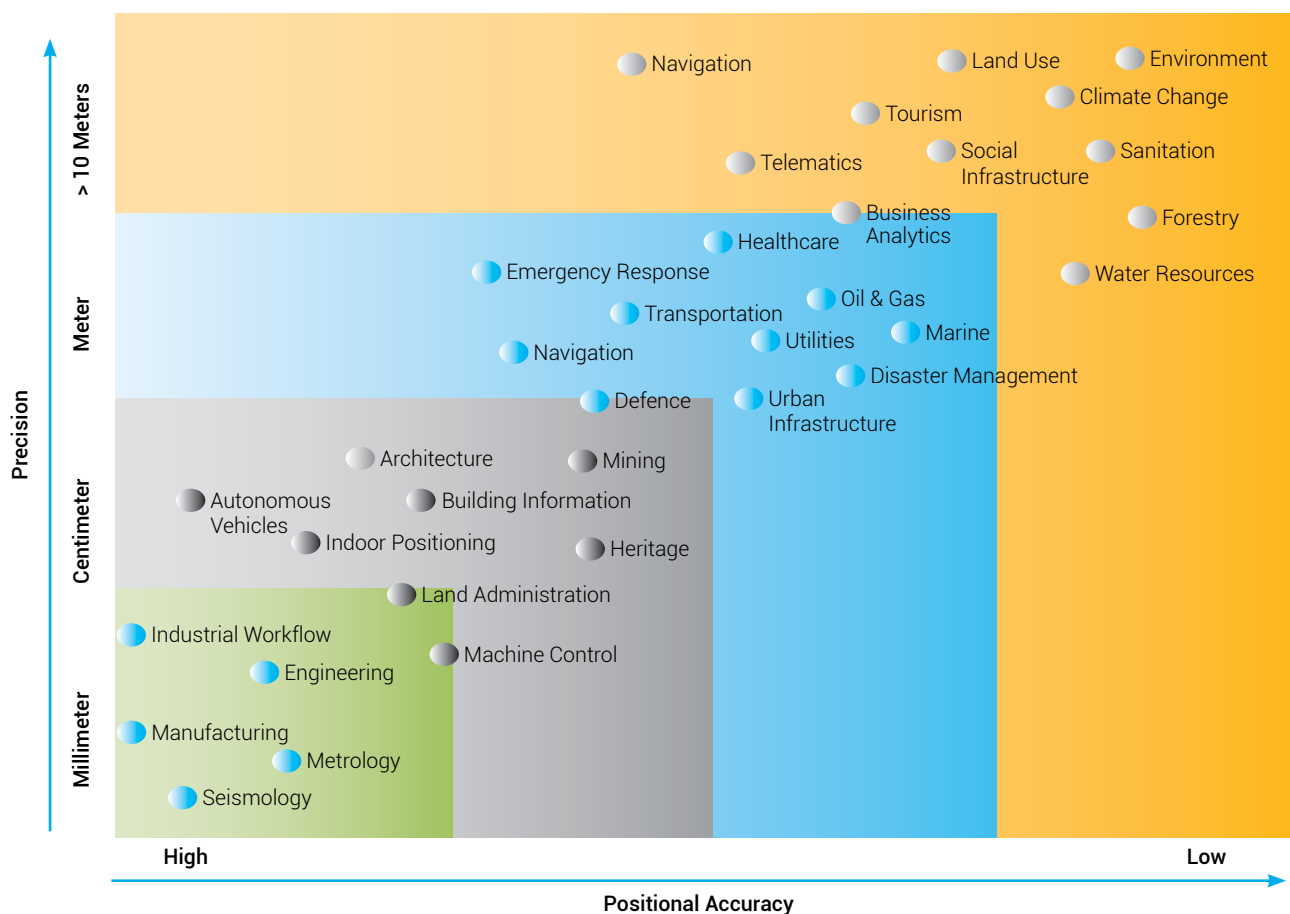 Navigation
Land Use
Environment
Climate Change
Tourism
Telematics
Social
Infrastructure
Sanitation
> 10 Meters
Business
Analytics
Forestry
Healthcare
Emergency Response
Water Resources
Oil & Gas
Transportation
Marine
Utilities
Navigation
Meter
Disaster Management
Defence
Urban
Infrastructure
Precision
Architecture
Mining
Autonomous
Vehicles
Building Information
Indoor Positioning
Heritage
Centimeter
Land Administration
Industrial Workflow
Machine Control
Engineering
Manufacturing
Metrology
Seismology
Millimeter
High
Low
Positional Accuracy